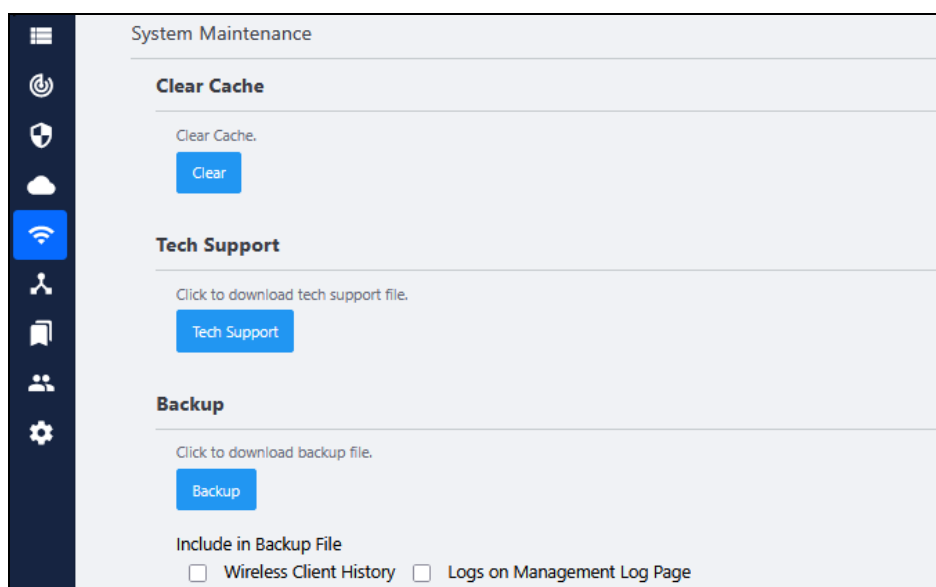 System Maintenance
Clear Cache
Clear Cache.
Clear
Tech Support
Click to download tech support file.
Tech Support
Backup
Click to download backup file.
Backup
Include in Backup File
Wireless Client History Logs on Management Log Page